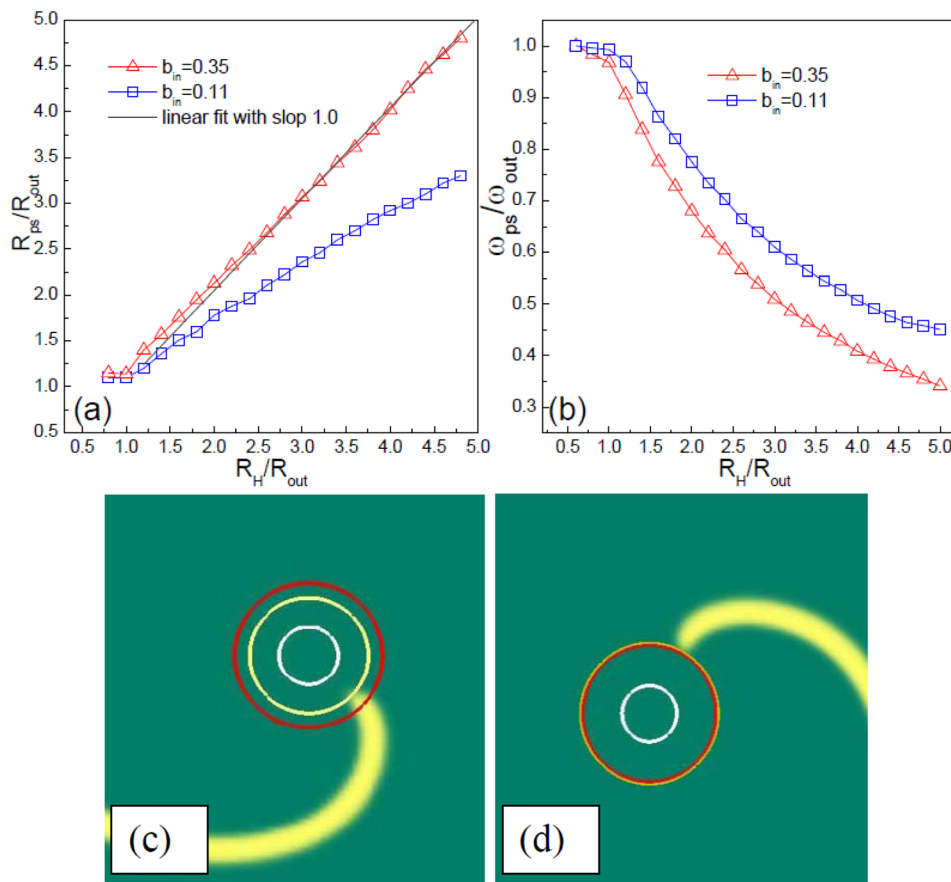 5.0
4.5
4.0
3.5
3.0
2.5
2.0
1.5
1.0
0.5
R_ps/R_out
b_in=0.35
b_in=0.11
linear fit with slop 1.0
(a)
0.5 1.0 1.5 2.0 2.5 3.0 3.5 4.0 4.5 5.0
R_H/R_out
1.0
0.9
0.8
0.7
0.6
0.5
0.4
0.3
ω_ps/ω_out
b_in=0.35
b_in=0.11
(b)
0.0 0.5 1.0 1.5 2.0 2.5 3.0 3.5 4.0 4.5 5.0
R_H/R_out
(c)
(d)